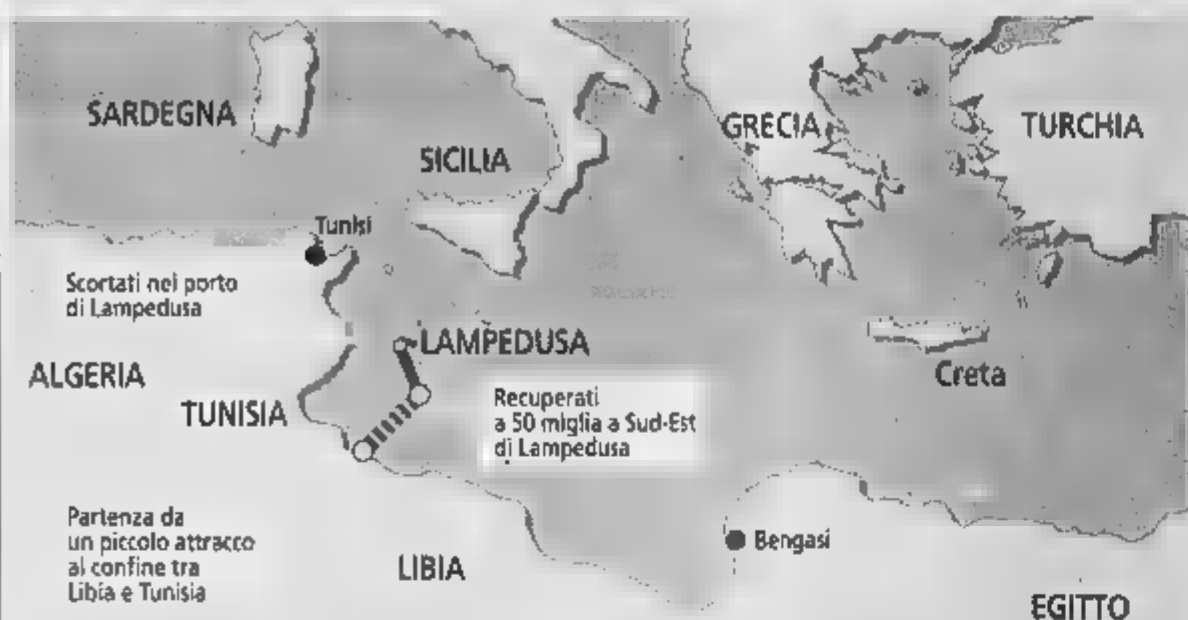 SARDEGNA
SICILIA
GRECIA
TURCHIA
Tunisi
Scortati nel porto
di Lampedusa
LAMPEDUSA
ALGERIA
TUNISIA
Recuperati
a 50 miglia a Sud-Est
di Lampedusa
Creta
Partenza da
un piccolo attracco
al confine tra
Libia e Tunisia
LIBIA
Bengasi
EGITTO